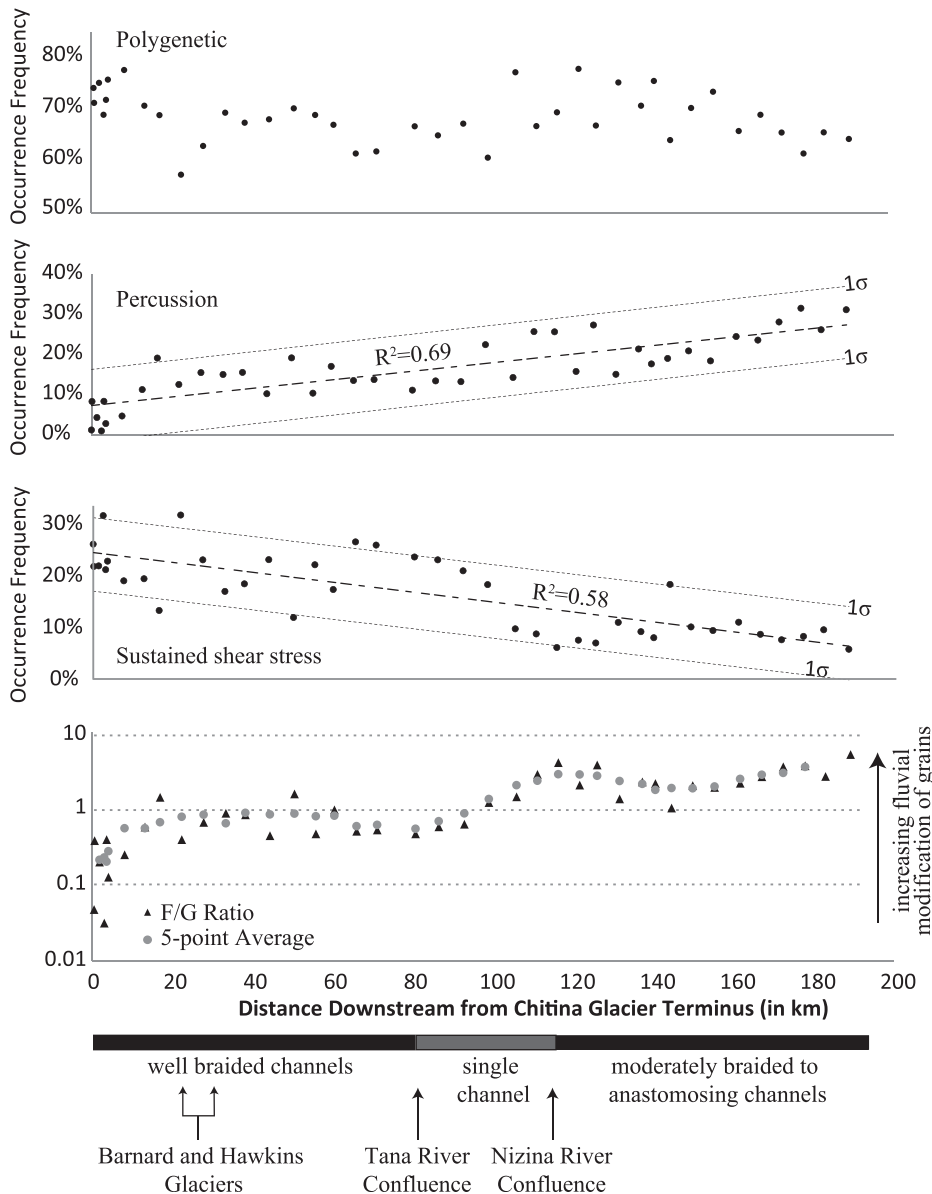 Polygenetic
Occurrence Frequency
80%
70%
60%
50%
Percussion
Occurrence Frequency
40%
30%
20%
10%
0%
1σ
R²=0.69
1σ
Occurrence Frequency
30%
20%
10%
0%
R²=0.58
1σ
Sustained shear stress
1σ
10
1
0.1
0.01
F/G Ratio
5-point Average
increasing fluvial
modification of grains
0 20 40 60 80 100 120 140 160 180 200
Distance Downstream from Chitina Glacier Terminus (in km)
well braided channels
single
channel
moderately braided to
anastomosing channels
Barnard and Hawkins
Glaciers
Tana River
Confluence
Nizina River
Confluence